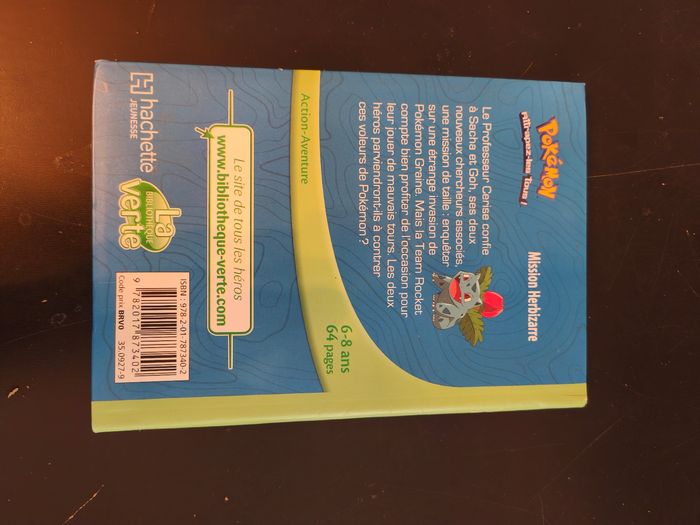 POKÉMON
Attrapez-les Tous !
Mission Herbizarre
Le Professeur Cerise confie
à Sacha et Goh, ses deux
nouveaux chercheurs associés,
une mission de taille : enquêter
sur une étrange invasion de
Pokémon Graine. Mais la Team Rocket
compte bien profiter de l'occasion pour
leur jouer de mauvais tours. Les deux
héros parviendront-ils à contrer
ces voleurs de Pokémon ?
Action-Aventure
6-8 ans
64 pages
Le site de tous les héros
www.bibliotheque-verte.com
hachette
JEUNESSE
La
BIBLIOTHÈQUE
Verte
ISBN : 978-2-01-787340-2
9 782017 873402
Code prix BRV0 35.0927-9